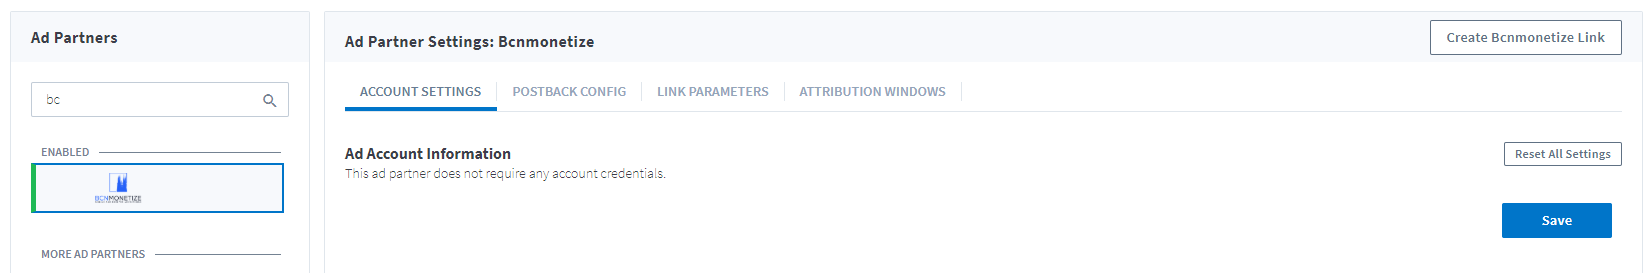 Ad Partners
bc
ENABLED
BCNMONETIZE
MORE AD PARTNERS
Ad Partner Settings: Bcnmonetize
Create Bcnmonetize Link
ACCOUNT SETTINGS
POSTBACK CONFIG
LINK PARAMETERS
ATTRIBUTION WINDOWS
Ad Account Information
Reset All Settings
This ad partner does not require any account credentials.
Save